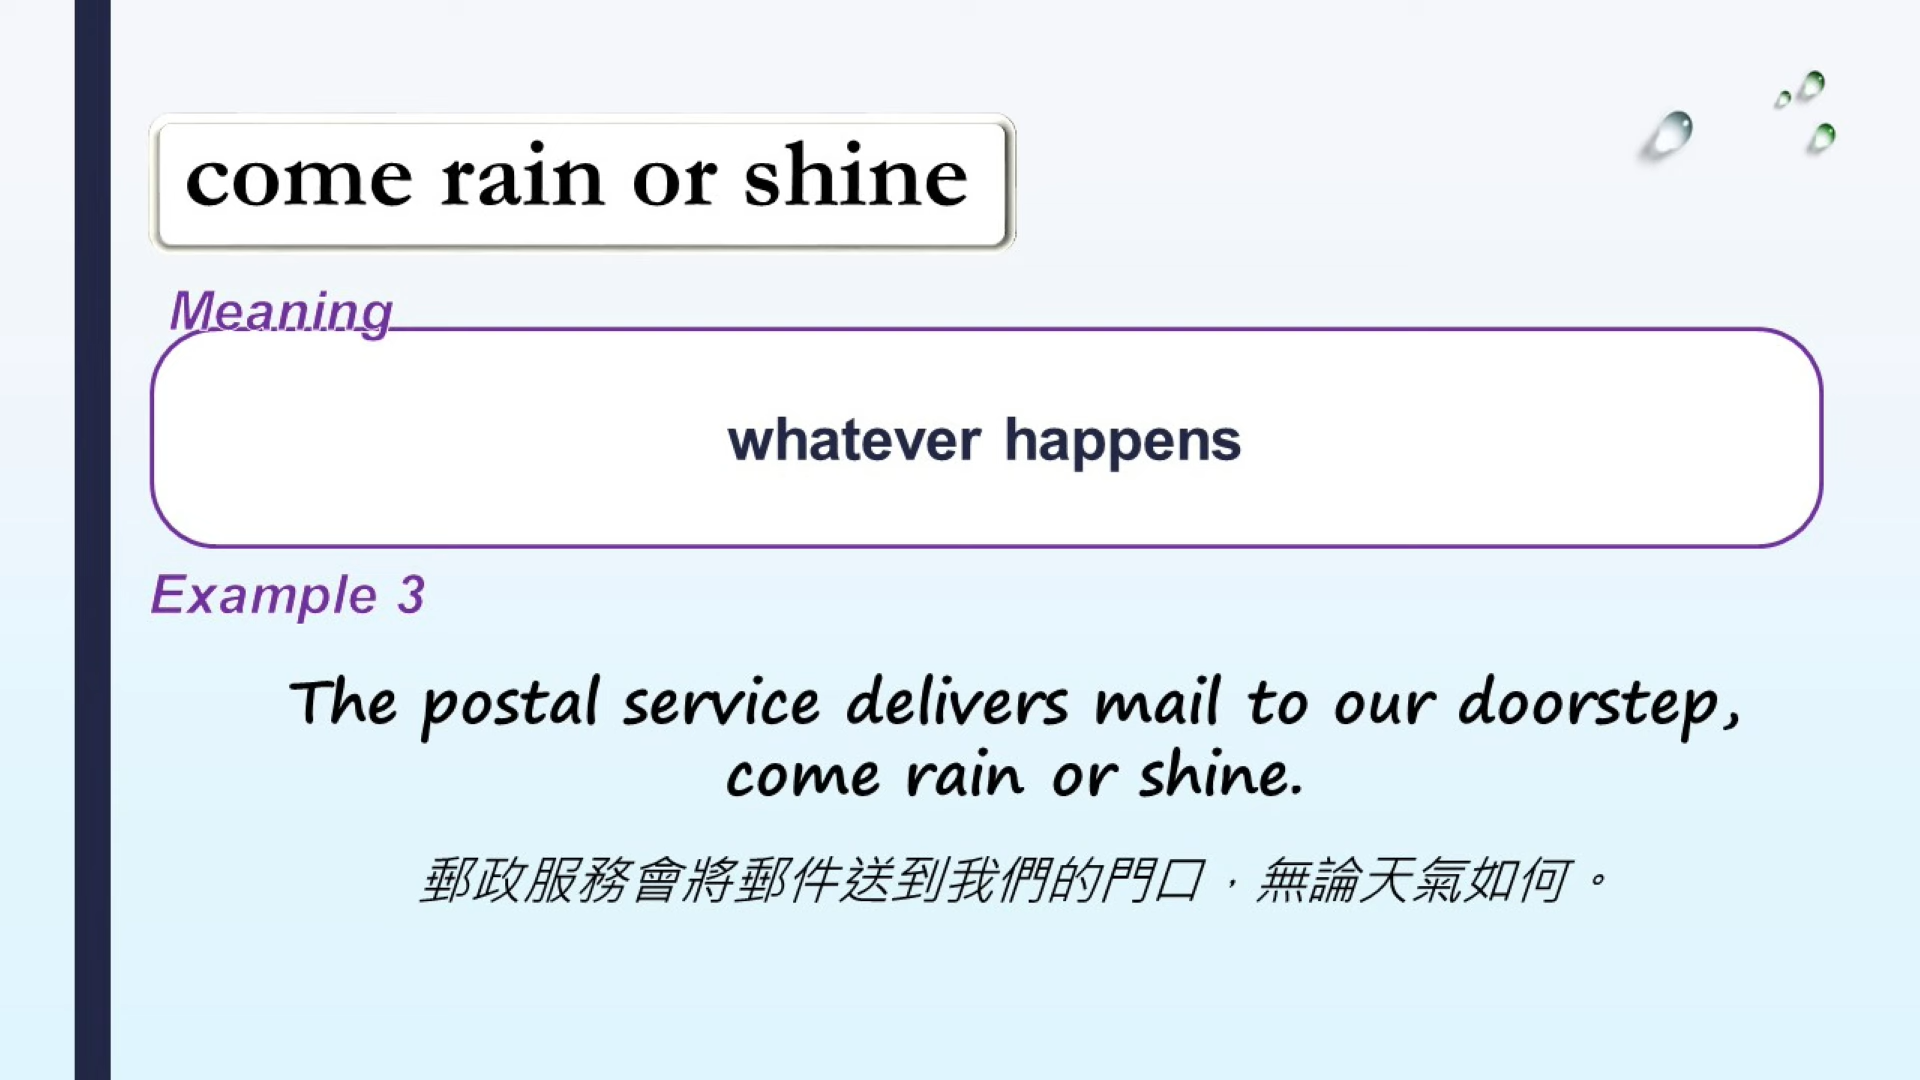 come rain or shine
Meaning
whatever happens
Example 3
The postal service delivers mail to our doorstep,
come rain or shine.
郵政服務會將郵件送到我們的門口，無論天氣如何。